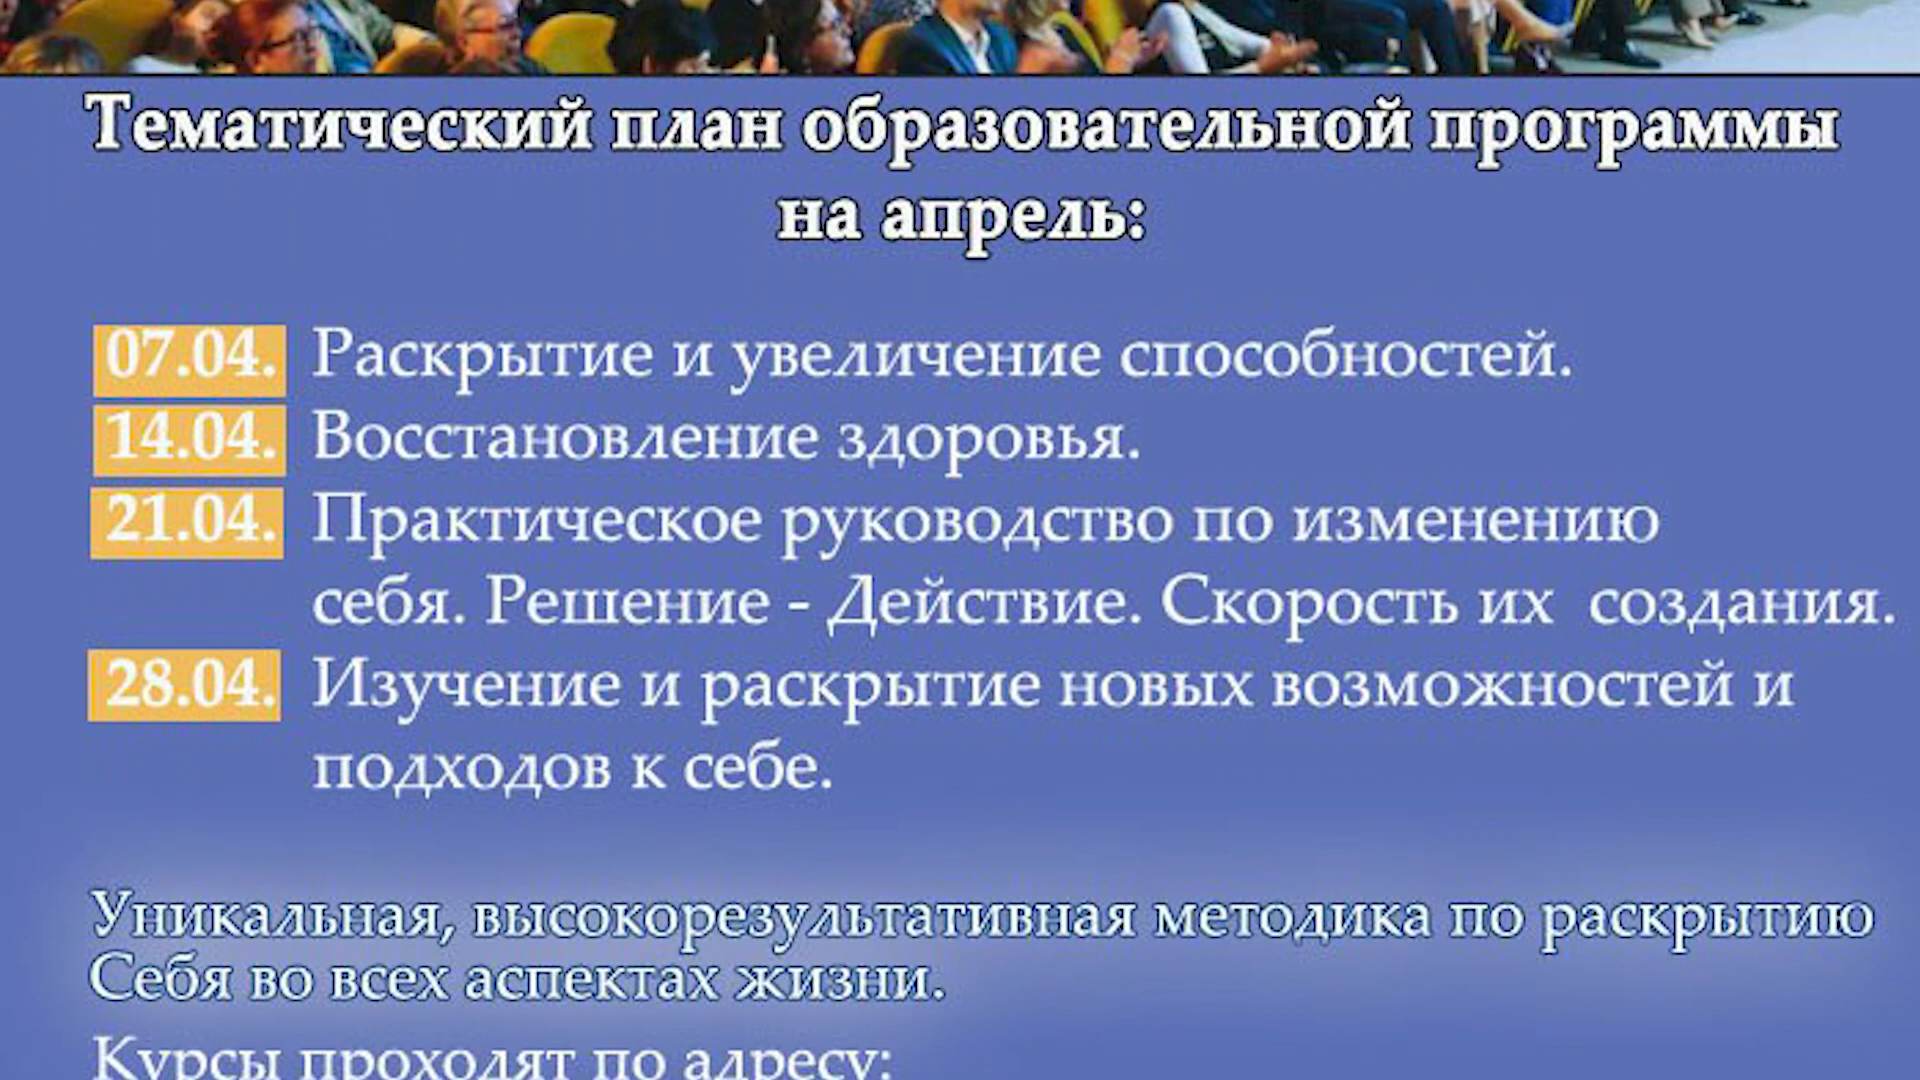 Тематический план образовательной программы
на апрель:
07.04. Раскрытие и увеличение способностей.
14.04. Восстановление здоровья.
21.04. Практическое руководство по изменению
себя. Решение - Действие. Скорость их создания.
28.04. Изучение и раскрытие новых возможностей и
подходов к себе.
Уникальная, высокорезультативная методика по раскрытию
Себя во всех аспектах жизни.
Курсы проходят по адресу: